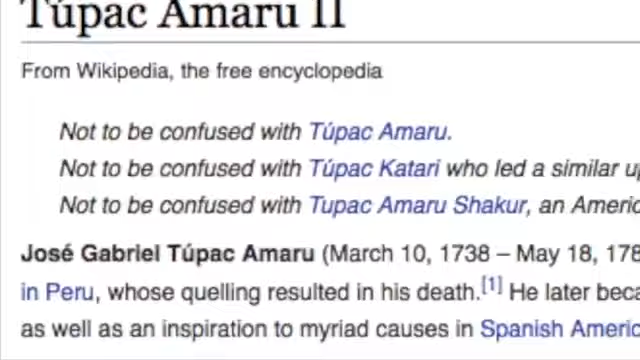 Túpac Amaru II
From Wikipedia, the free encyclopedia
Not to be confused with Túpac Amaru.
Not to be confused with Túpac Katari who led a similar
Not to be confused with Tupac Amaru Shakur, an
José Gabriel Túpac Amaru (March 10, 1738 – May 18,
in Peru, whose quelling resulted in his death.[1] He later
as well as an inspiration to myriad causes in Spanish